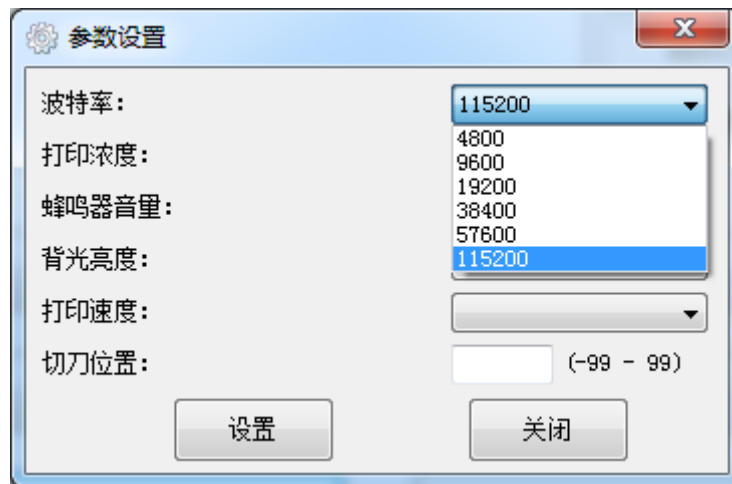 参数设置
波特率: 115200
4800
打印浓度:
9600
19200
蜂鸣器音量:
38400
57600
背光亮度:
115200
打印速度:
切刀位置: (-99 - 99)
设置 关闭